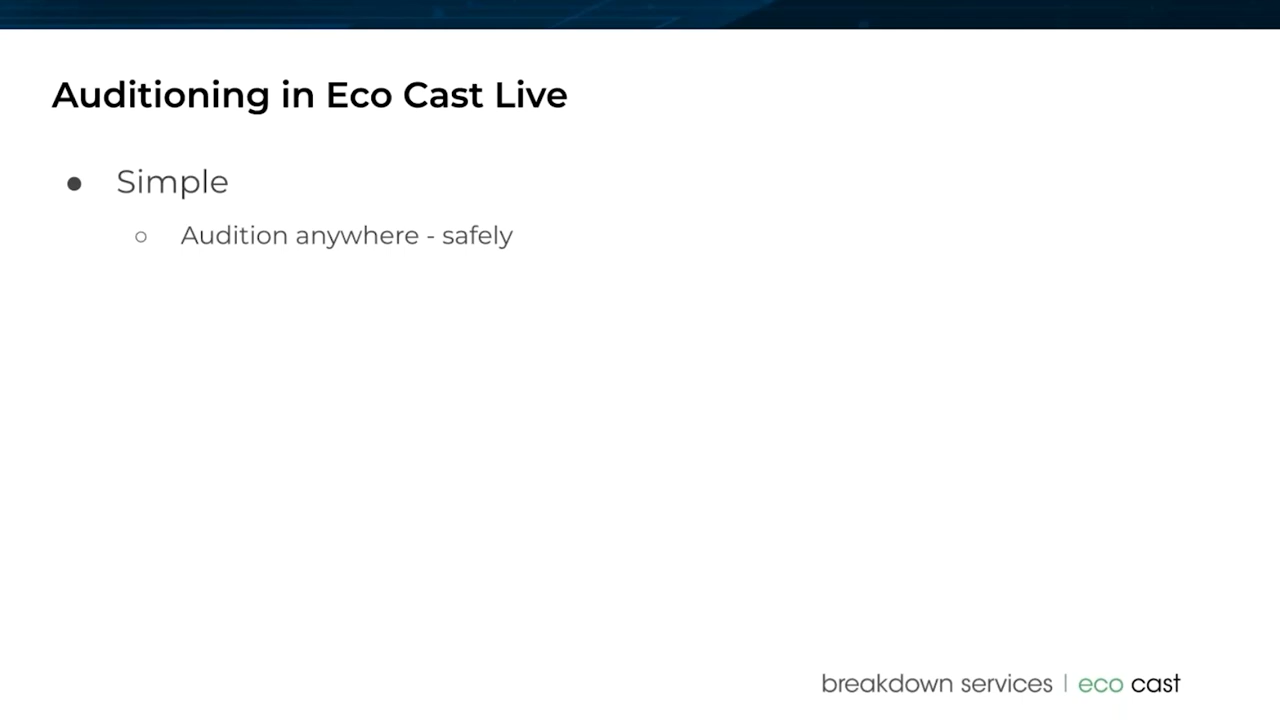 Auditioning in Eco Cast Live
● Simple
○ Audition anywhere - safely
breakdown services | eco cast